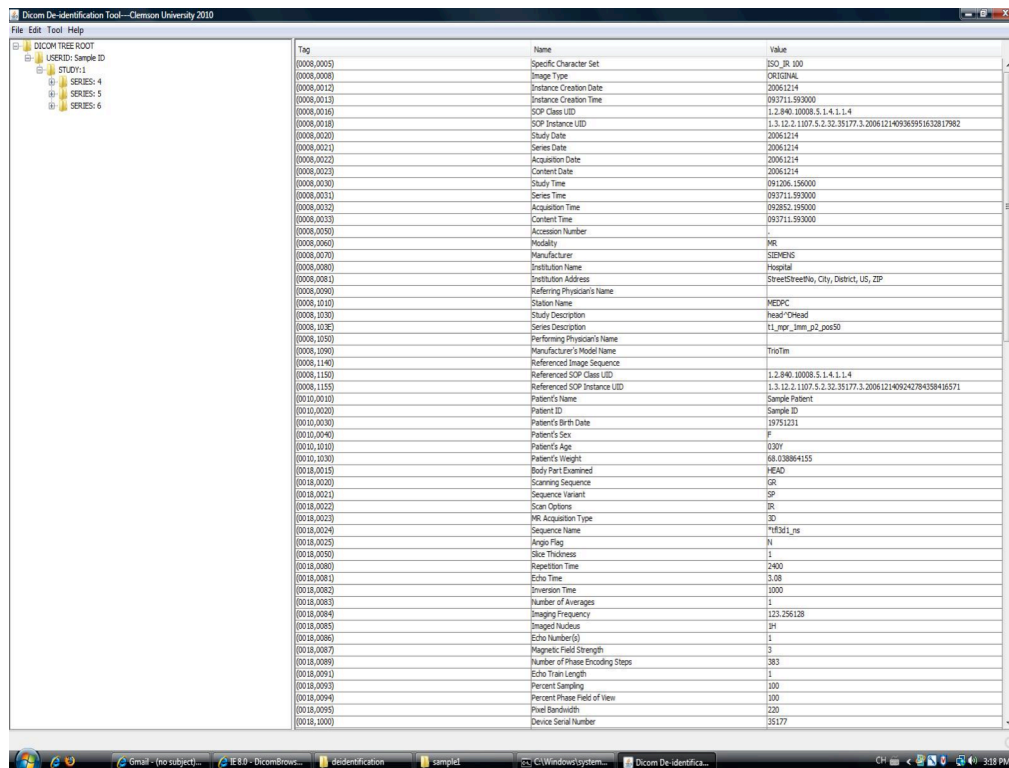 Dicom De-identification Tool---Clemson University 2010
File Edit Tool Help
DICOM TREE ROOT
USERID: Sample ID
STUDY:1
SERIES: 4
SERIES: 5
SERIES: 6
Tag Name Value
(0008,0005) Specific Character Set ISO_IR 100
(0008,0008) Image Type ORIGINAL
(0008,0012) Instance Creation Date 20061214
(0008,0013) Instance Creation Time 093711.593000
(0008,0016) SOP Class UID 1.2.840.10008.5.1.4.1.1.4
(0008,0018) SOP Instance UID 1.3.12.2.1107.5.2.32.35177.3.2006121409365951632817982
(0008,0020) Study Date 20061214
(0008,0021) Series Date 20061214
(0008,0022) Acquisition Date 20061214
(0008,0023) Content Date 20061214
(0008,0030) Study Time 091206.156000
(0008,0031) Series Time 093711.593000
(0008,0032) Acquisition Time 092852.195000
(0008,0033) Content Time 093711.593000
(0008,0050) Accession Number .
(0008,0060) Modality MR
(0008,0070) Manufacturer SIEMENS
(0008,0080) Institution Name Hospital
(0008,0081) Institution Address StreetStreetNo, City, District, US, ZIP
(0008,0090) Referring Physician's Name
(0008,1010) Station Name MEDPC
(0008,1030) Study Description head^DHead
(0008,103E) Series Description t1_mpr_1mm_p2_pos50
(0008,1050) Performing Physician's Name
(0008,1090) Manufacturer's Model Name TrioTim
(0008,1140) Referenced Image Sequence
(0008,1150) Referenced SOP Class UID 1.2.840.10008.5.1.4.1.1.4
(0008,1155) Referenced SOP Instance UID 1.3.12.2.1107.5.2.32.35177.3.2006121409242784358416571
(0010,0010) Patient's Name Sample Patient
(0010,0020) Patient ID Sample ID
(0010,0030) Patient's Birth Date 19751231
(0010,0040) Patient's Sex F
(0010,1010) Patient's Age 030Y
(0010,1030) Patient's Weight 68.038864155
(0018,0015) Body Part Examined HEAD
(0018,0020) Scanning Sequence GR
(0018,0021) Sequence Variant SP
(0018,0022) Scan Options IR
(0018,0023) MR Acquisition Type 3D
(0018,0024) Sequence Name *tfl3d1_ns
(0018,0025) Angio Flag N
(0018,0050) Slice Thickness 1
(0018,0080) Repetition Time 2400
(0018,0081) Echo Time 3.08
(0018,0082) Inversion Time 1000
(0018,0083) Number of Averages 1
(0018,0084) Imaging Frequency 123.256128
(0018,0085) Imaged Nucleus 1H
(0018,0086) Echo Number(s) 1
(0018,0087) Magnetic Field Strength 3
(0018,0089) Number of Phase Encoding Steps 383
(0018,0091) Echo Train Length 1
(0018,0093) Percent Sampling 100
(0018,0094) Percent Phase Field of View 100
(0018,0095) Pixel Bandwidth 220
(0018,1000) Device Serial Number 35177
Gmail - (no subject)... IE 8.0 - DicomBrows... deidentification sample1 C:\Windows\system... Dicom De-identifica... CH 3:18 PM